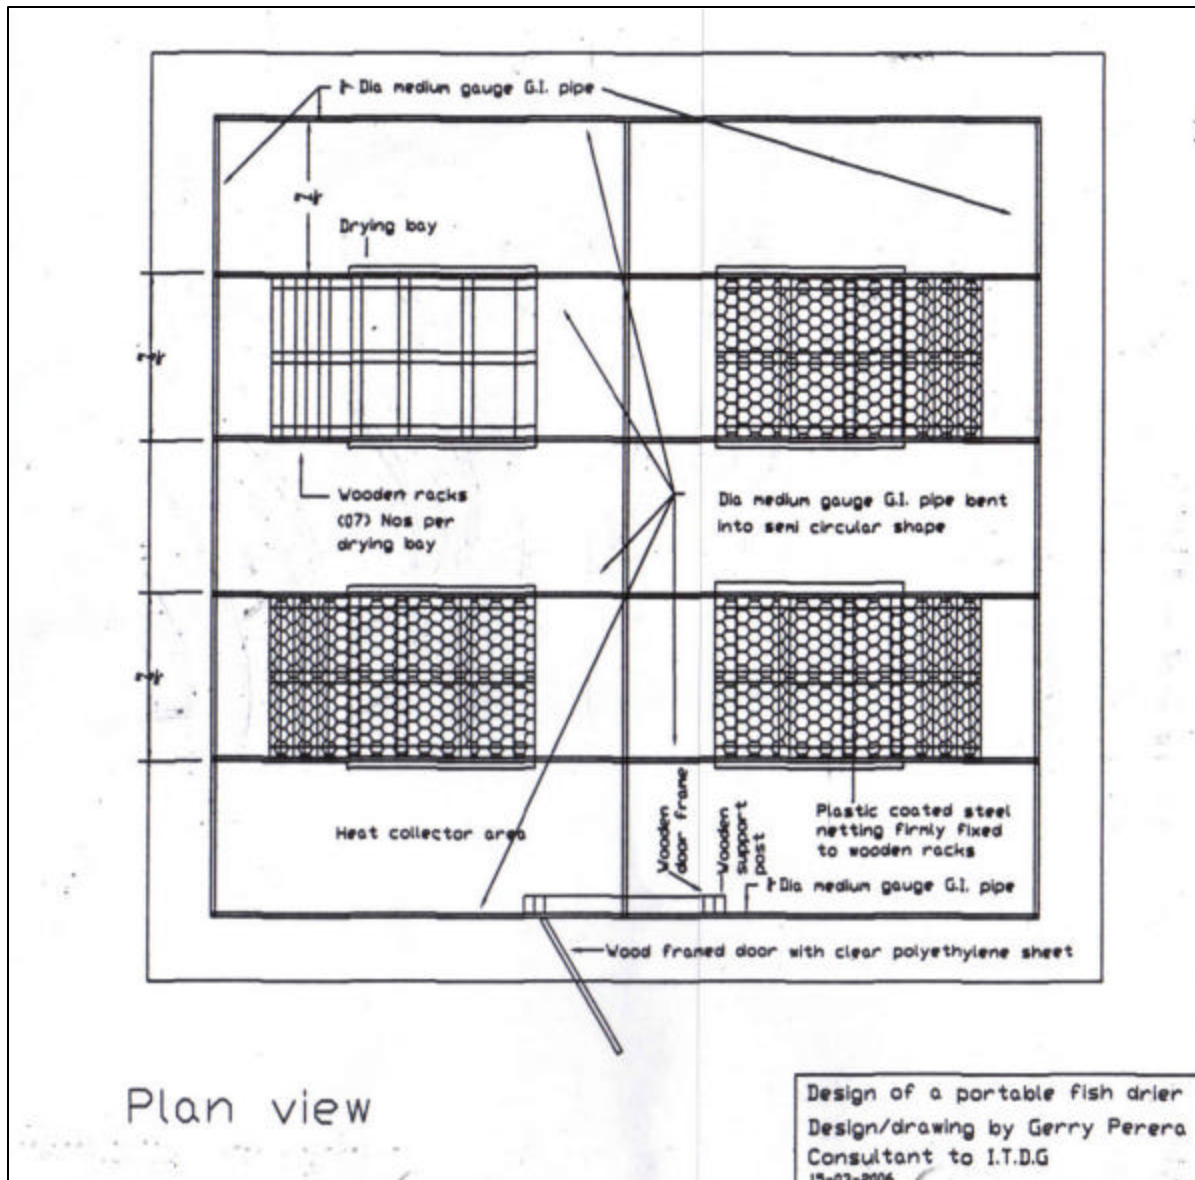 Dia medium gauge G.I. pipe
Drying bay
Wooden racks
(07) Nos per
drying bay
Dia medium gauge G.I. pipe bent
into semi circular shape
Heat collector area
Wooden
door frame
Wooden
support
post
Plastic coated steel
netting firmly fixed
to wooden racks
Dia medium gauge G.I. pipe
Wood framed door with clear polyethylene sheet
Plan view
Design of a portable fish drier
Design/drawing by Gerry Perera
Consultant to I.T.D.G
15-03-2006